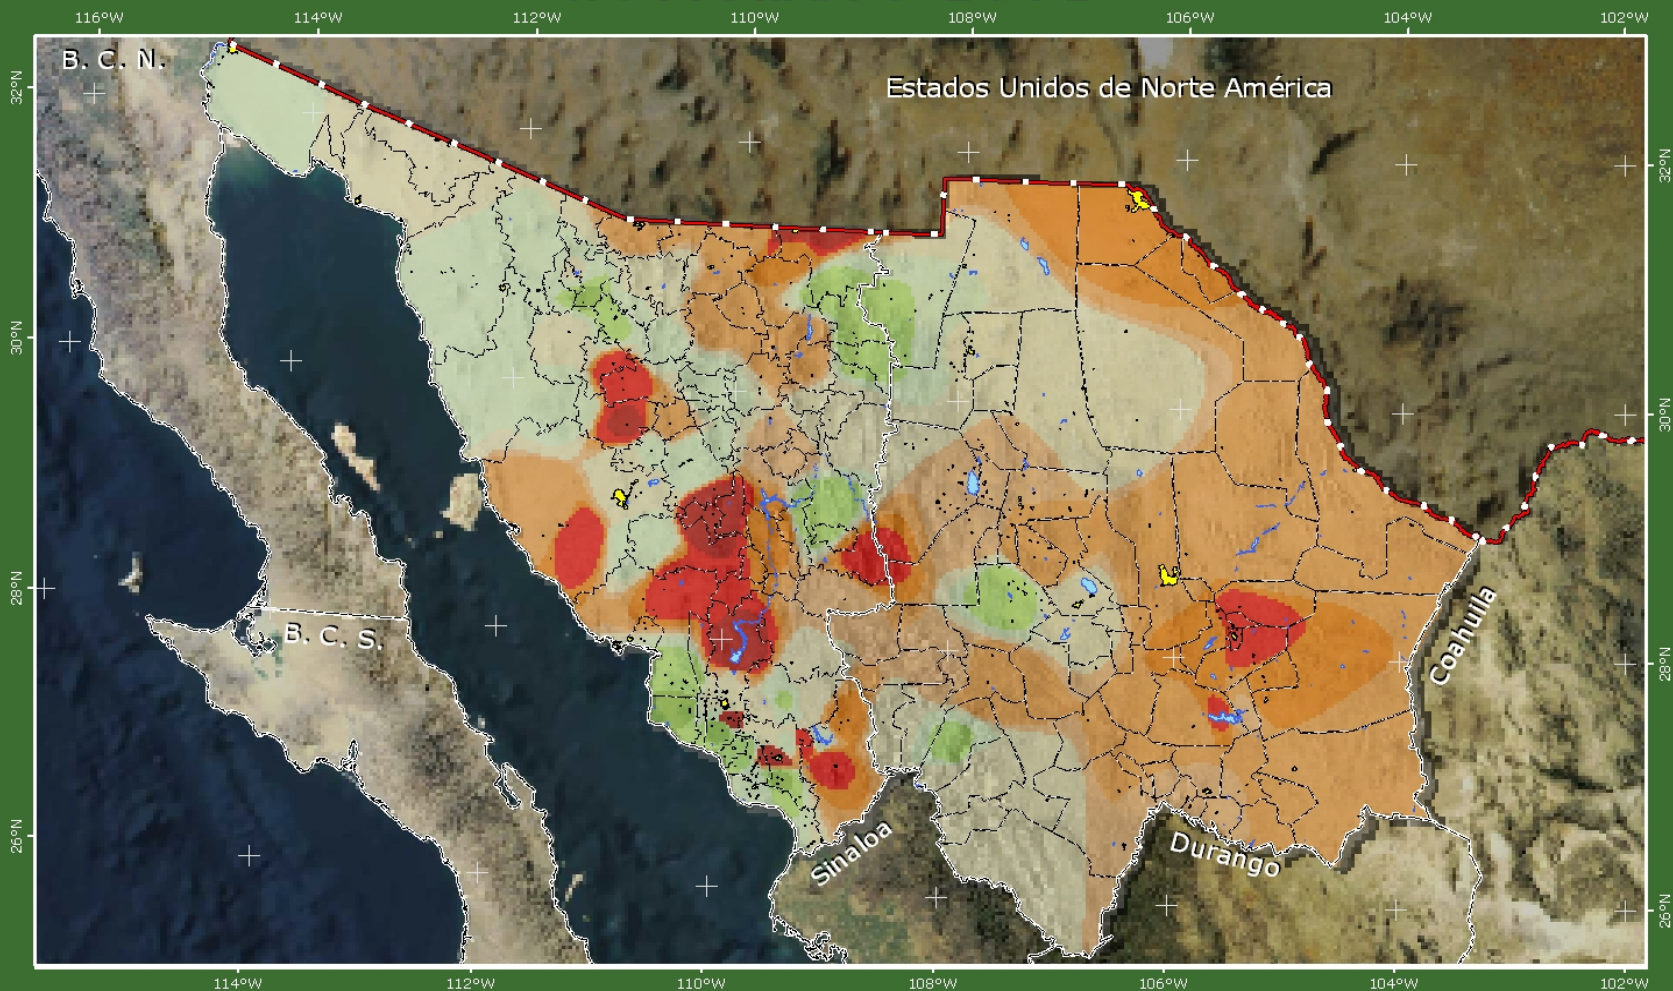 116°W 114°W 112°W 110°W 108°W 106°W 104°W 102°W
B. C. N.
Estados Unidos de Norte América
32°N
32°N
30°N
30°N
28°N
B. C. S.
Coahuila
28°N
26°N
Sinaloa
Durango
26°N
114°W 112°W 110°W 108°W 106°W 104°W 102°W